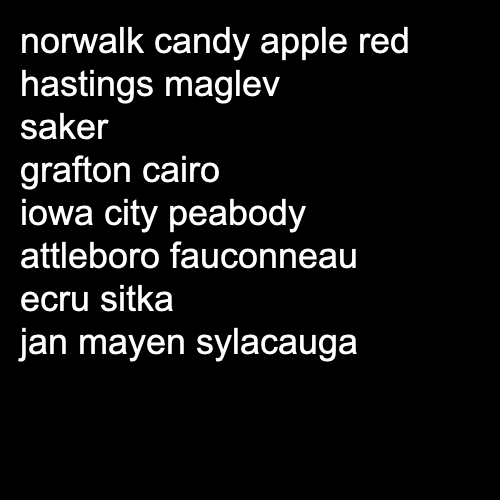 norwalk candy apple red
hastings maglev
saker
grafton cairo
iowa city peabody
attleboro fauconneau
ecru sitka
jan mayen sylacauga